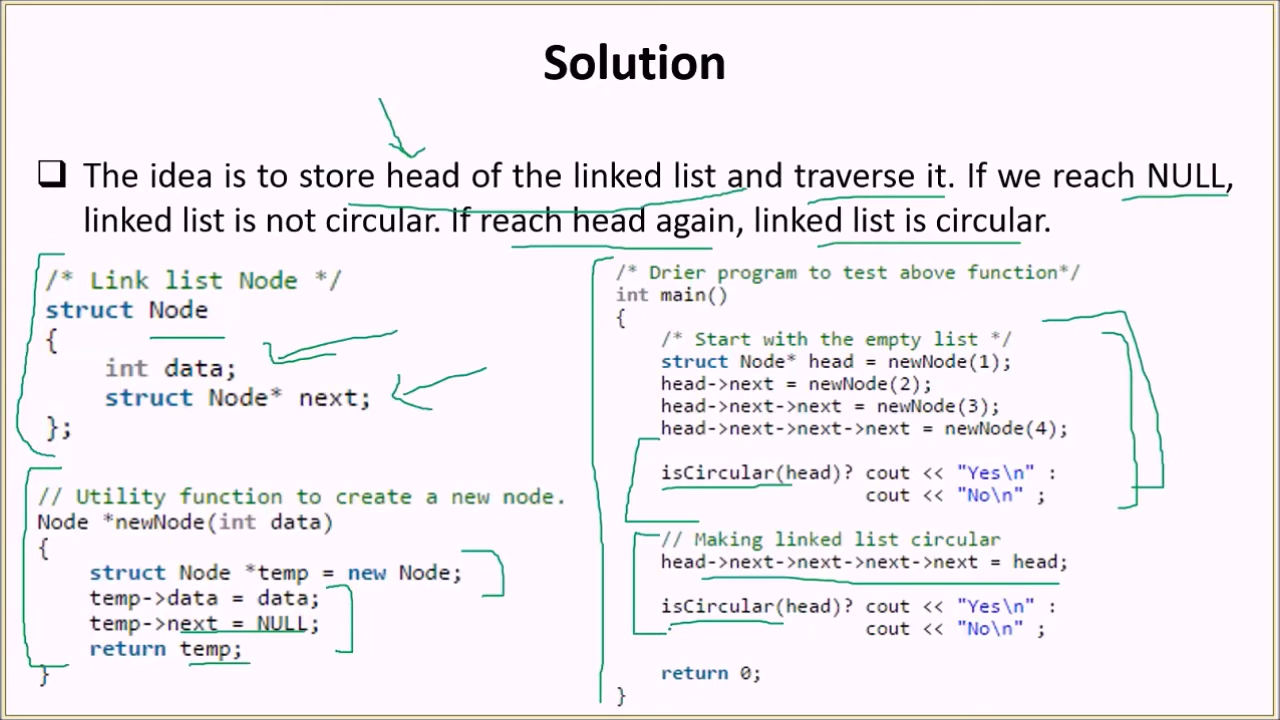 Solution
❑ The idea is to store head of the linked list and traverse it. If we reach NULL,
linked list is not circular. If reach head again, linked list is circular.
/* Link list Node */
struct Node
{
    int data;
    struct Node* next;
};
// Utility function to create a new node.
Node *newNode(int data)
{
    struct Node *temp = new Node;
    temp->data = data;
    temp->next = NULL;
    return temp;
}
/* Drier program to test above function*/
int main()
{
    /* Start with the empty list */
    struct Node* head = newNode(1);
    head->next = newNode(2);
    head->next->next = newNode(3);
    head->next->next->next = newNode(4);
    isCircular(head)? cout << "Yes\n" :
                      cout << "No\n" ;
    // Making linked list circular
    head->next->next->next->next = head;
    isCircular(head)? cout << "Yes\n" :
                      cout << "No\n" ;
    return 0;
}